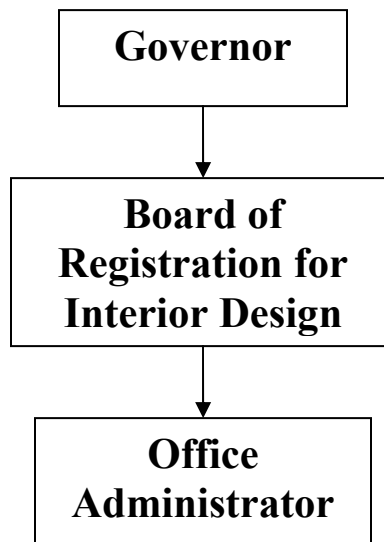 Governor
Board of
Registration for
Interior Design
Office
Administrator